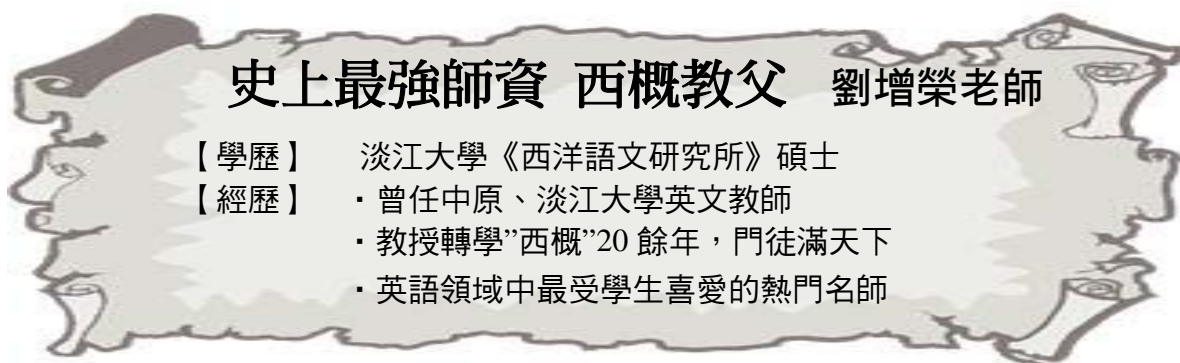 史上最強師資 西概教父 劉增榮老師
【學歷】 淡江大學《西洋語文研究所》碩士
【經歷】 ‧曾任中原、淡江大學英文教師
‧教授轉學”西概”20 餘年，門徒滿天下
‧英語領域中最受學生喜愛的熱門名師